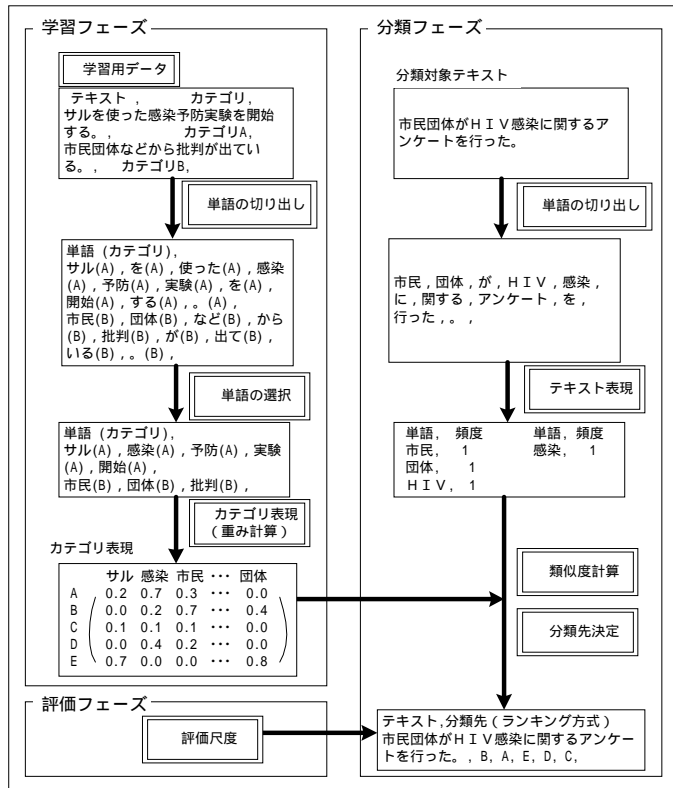 学習フェーズ
学習用データ
テキスト，　カテゴリ，
サルを使った感染予防実験を開始
する。，　カテゴリA，
市民団体などから批判が出てい
る。，　カテゴリB，
単語の切り出し
単語（カテゴリ），
サル(A)，を(A)，使った(A)，感染
(A)，予防(A)，実験(A)，を(A)，
開始(A)，する(A)，。(A)，
市民(B)，団体(B)，など(B)，から
(B)，批判(B)，が(B)，出て(B)，
いる(B)，。(B)，
単語の選択
単語（カテゴリ），
サル(A)，感染(A)，予防(A)，実験
(A)，開始(A)，
市民(B)，団体(B)，批判(B)，
カテゴリ表現
（重み計算）
カテゴリ表現
サル 感染 市民 … 団体
A 0.2 0.7 0.3 … 0.0
B 0.0 0.2 0.7 … 0.4
C 0.1 0.1 0.1 … 0.0
D 0.0 0.4 0.2 … 0.0
E 0.7 0.0 0.0 … 0.8
評価フェーズ
評価尺度
分類フェーズ
分類対象テキスト
市民団体がＨＩＶ感染に関するア
ンケートを行った。
単語の切り出し
市民，団体，が，ＨＩＶ，感染，
に，関する，アンケート，を，
行った，。，
テキスト表現
単語，頻度　単語，頻度
市民，1　感染，1
団体，1
ＨＩＶ，1
類似度計算
分類先決定
テキスト,分類先（ランキング方式）
市民団体がＨＩＶ感染に関するアンケー
トを行った。，B，A，E，D，C，